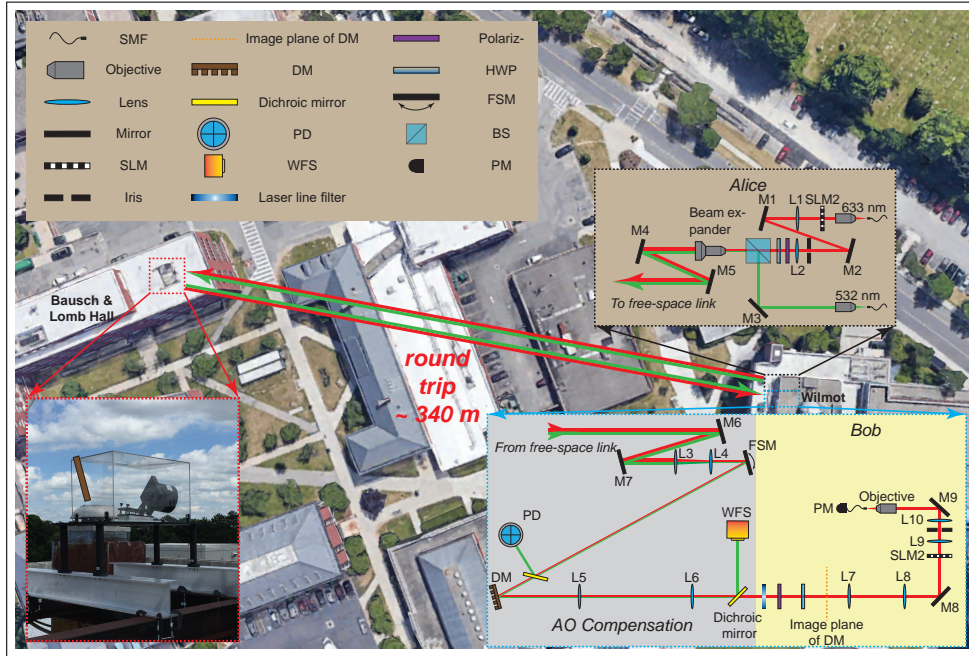 SMF
Image plane of DM
Polariz-
Objective
DM
HWP
Lens
Dichroic mirror
FSM
Mirror
PD
BS
SLM
WFS
PM
Iris
Laser line filter
Alice
M1
L1
SLM2
633 nm
Beam ex-
pander
M4
M5
L2
M2
To free-space link
M3
532 nm
Bausch &
Lomb Hall
round
trip
~ 340 m
Wilmot
M6
From free-space link
L3
L4
FSM
M7
Bob
PD
WFS
M9
Objective
PM
L10
L9
SLM2
DM
L5
L6
L7
L8
M8
AO Compensation
Dichroic
mirror
Image plane
of DM